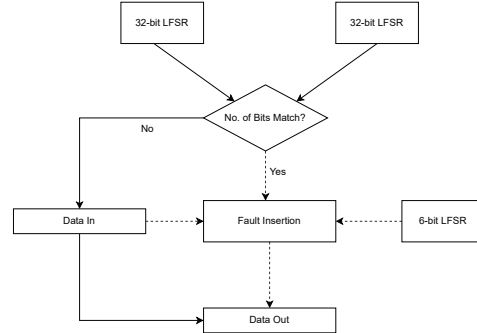 32-bit LFSR
32-bit LFSR
No. of Bits Match?
No
Yes
Data In
Fault Insertion
6-bit LFSR
Data Out